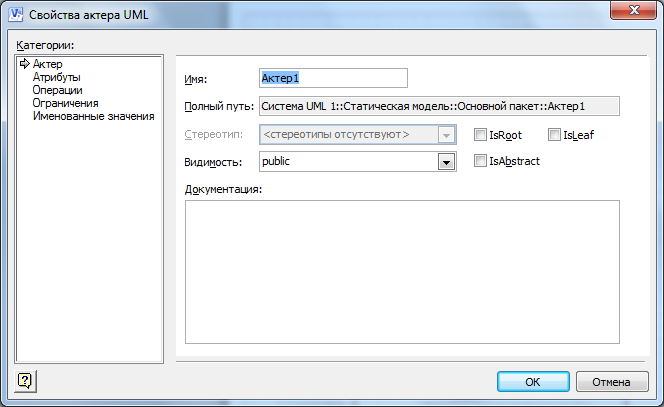 Свойства актера UML
Категории:
Актер
Атрибуты
Операции
Ограничения
Именованные значения
Имя: Актер1
Полный путь: Система UML 1::Статическая модель::Основной пакет::Актер1
Стереотип: <стереотипы отсутствуют> IsRoot IsLeaf
Видимость: public IsAbstract
Документация:
OK Отмена